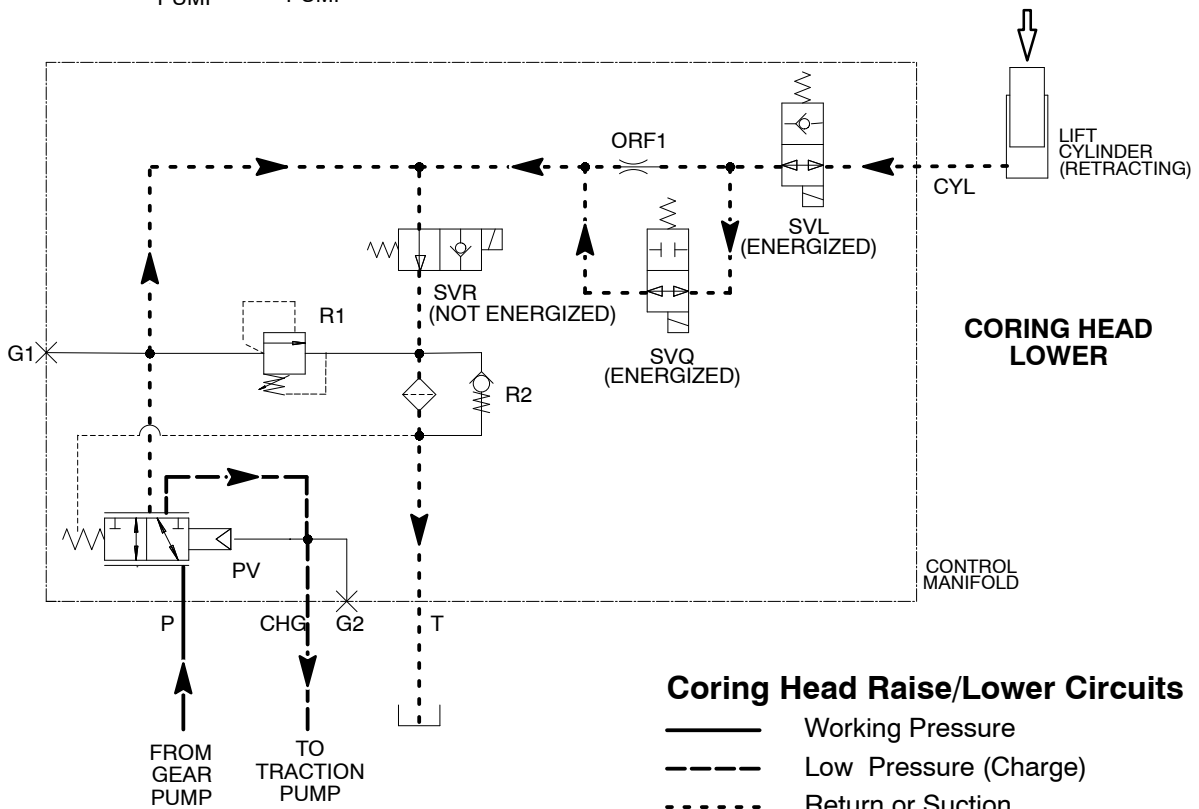 PUMP PUMP
LIFT
CYLINDER
(RETRACTING)
ORF1
CYL
SVL
(ENERGIZED)
SVR
(NOT ENERGIZED)
R1
G1
SVQ
(ENERGIZED)
CORING HEAD
LOWER
R2
PV
CONTROL
MANIFOLD
P CHG G2 T
FROM
GEAR
PUMP
TO
TRACTION
PUMP
Coring Head Raise/Lower Circuits
Working Pressure
Low Pressure (Charge)
Return or Suction